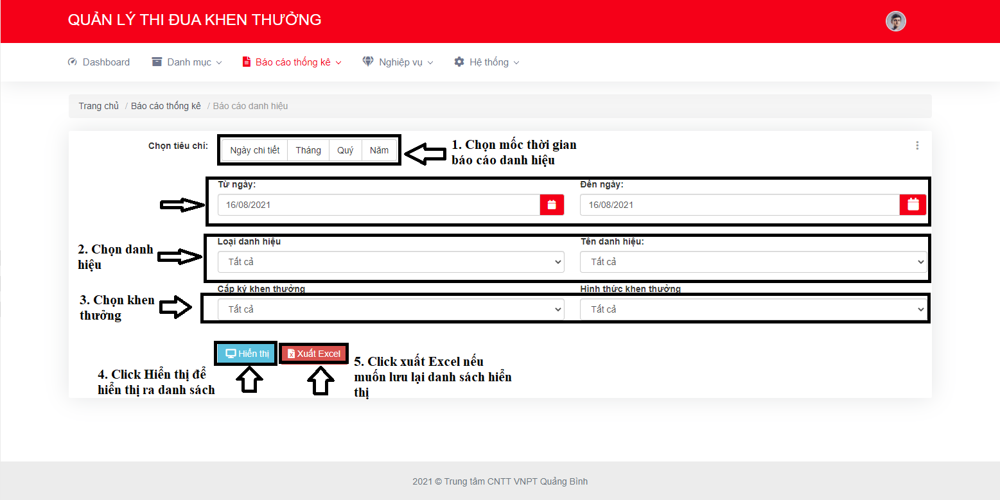 QUẢN LÝ THI ĐUA KHEN THƯỞNG
Dashboard
Danh mục
Báo cáo thống kê
Nghiệp vụ
Hệ thống
Trang chủ / Báo cáo thống kê / Báo cáo danh hiệu
Chọn tiêu chí:
Ngày chi tiết
Tháng
Quý
Năm
1. Chọn mốc thời gian
báo cáo danh hiệu
Từ ngày:
16/08/2021
Đến ngày:
16/08/2021
2. Chọn danh
hiệu
Loại danh hiệu
Tất cả
Tên danh hiệu:
Tất cả
3. Chọn khen
thưởng
Cấp ký khen thưởng
Tất cả
Hình thức khen thưởng
Tất cả
Hiển thị
Xuất Excel
4. Click Hiển thị để
hiển thị ra danh sách
5. Click xuất Excel nếu
muốn lưu lại danh sách hiển
thị
2021 © Trung tâm CNTT VNPT Quảng Bình